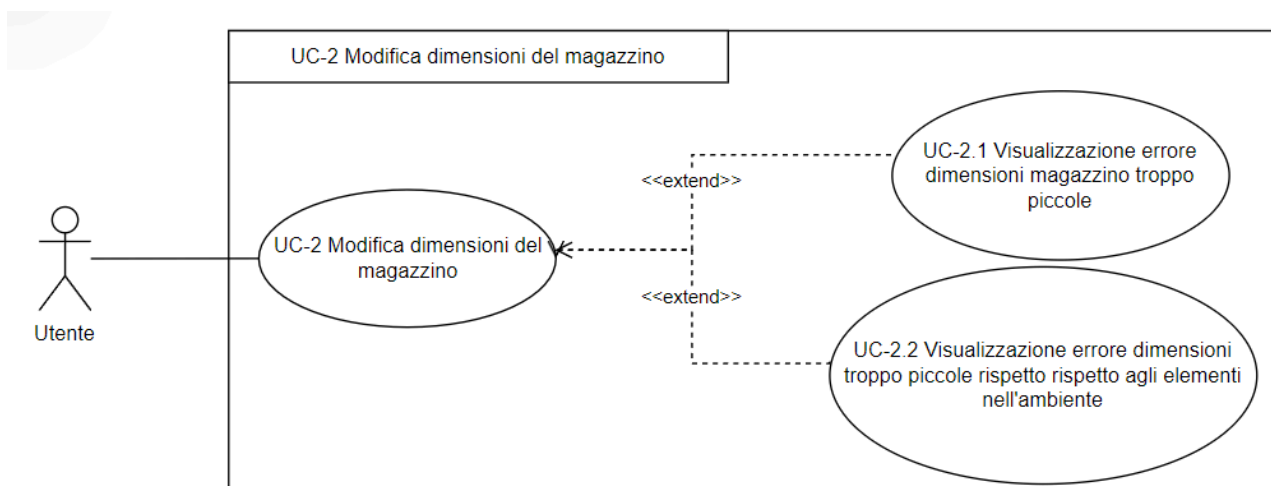 UC-2 Modifica dimensioni del magazzino
UC-2.1 Visualizzazione errore
dimensioni magazzino troppo
piccole
<<extend>>
UC-2 Modifica dimensioni del
magazzino
<<extend>>
Utente
UC-2.2 Visualizzazione errore dimensioni
troppo piccole rispetto rispetto agli elementi
nell'ambiente